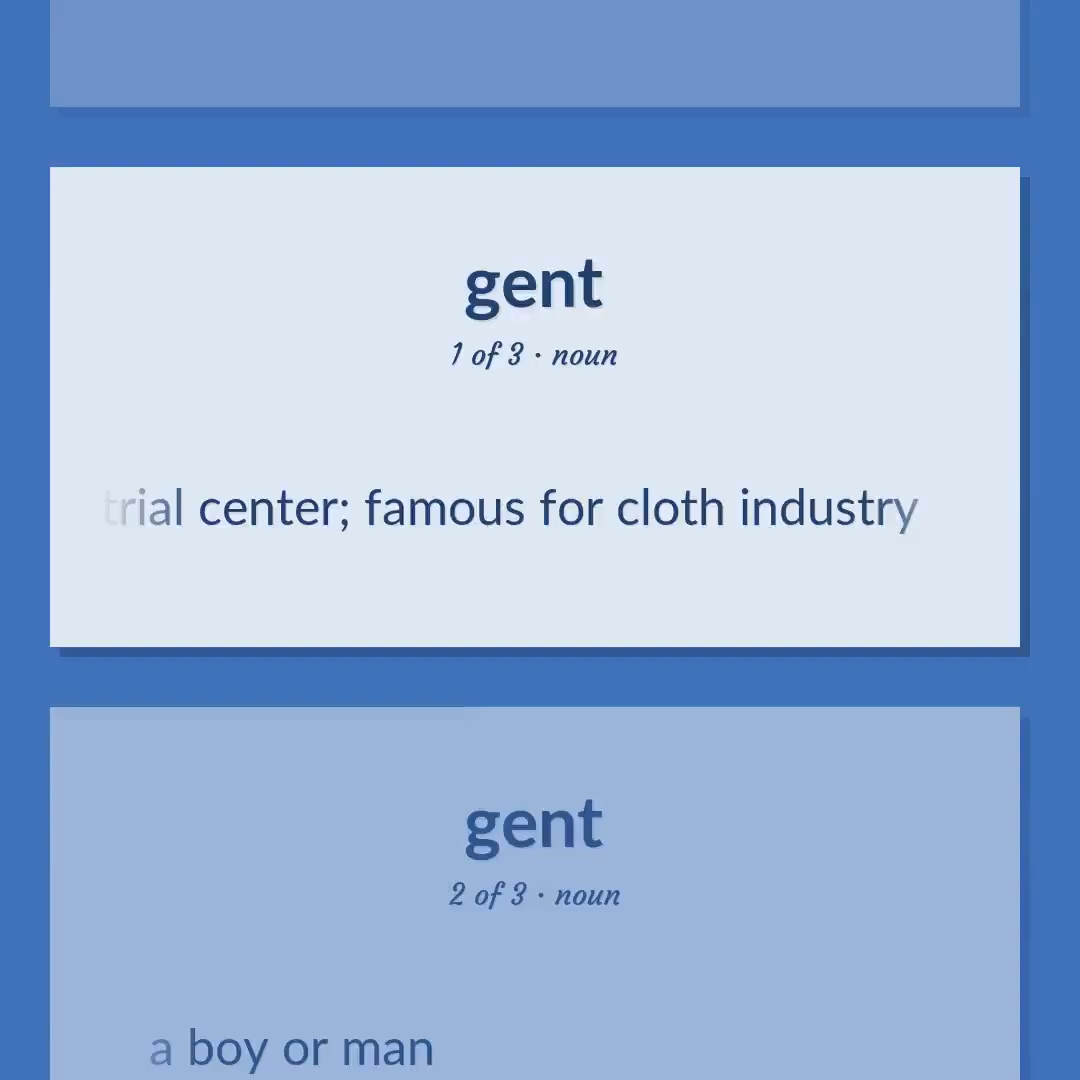 gent
1 of 3 · noun
trial center; famous for cloth industry
gent
2 of 3 · noun
a boy or man